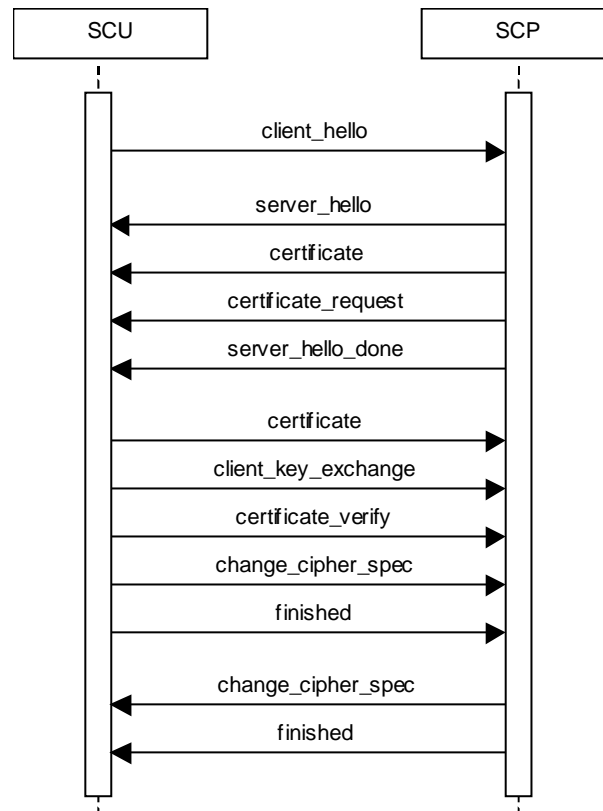 SCU
SCP
client_hello
server_hello
certificate
certificate_request
server_hello_done
certificate
client_key_exchange
certificate_verify
change_cipher_spec
finished
change_cipher_spec
finished